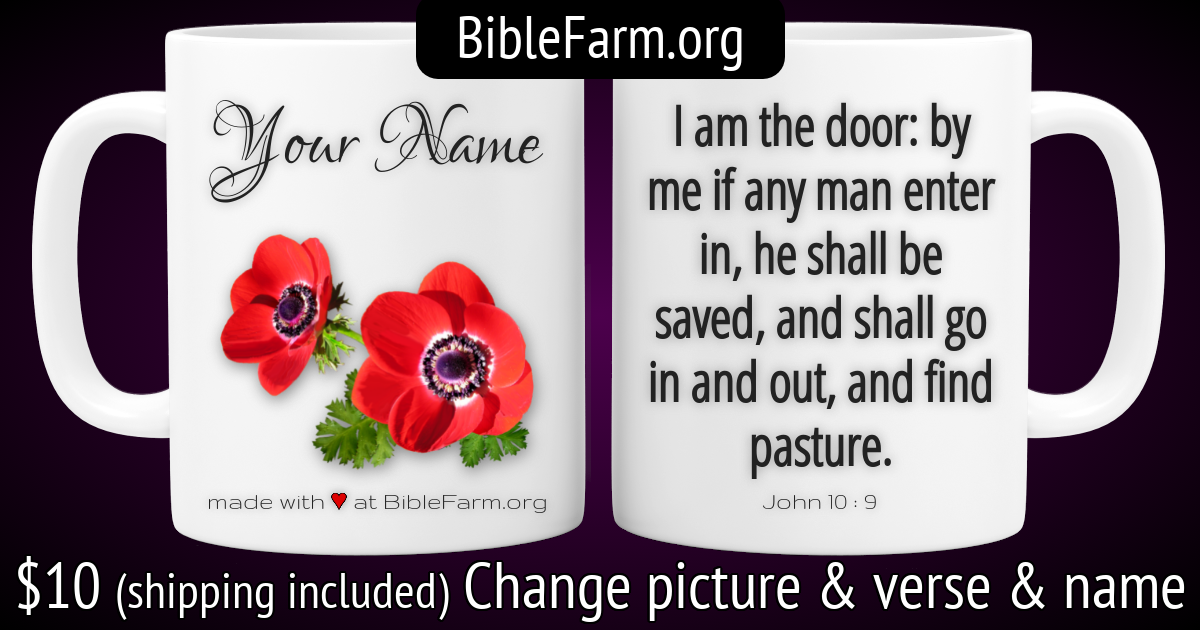 BibleFarm.org
Your Name
made with ♥ at BibleFarm.org
I am the door: by
me if any man enter
in, he shall be
saved, and shall go
in and out, and find
pasture.
John 10 : 9
$10 (shipping included) Change picture & verse & name